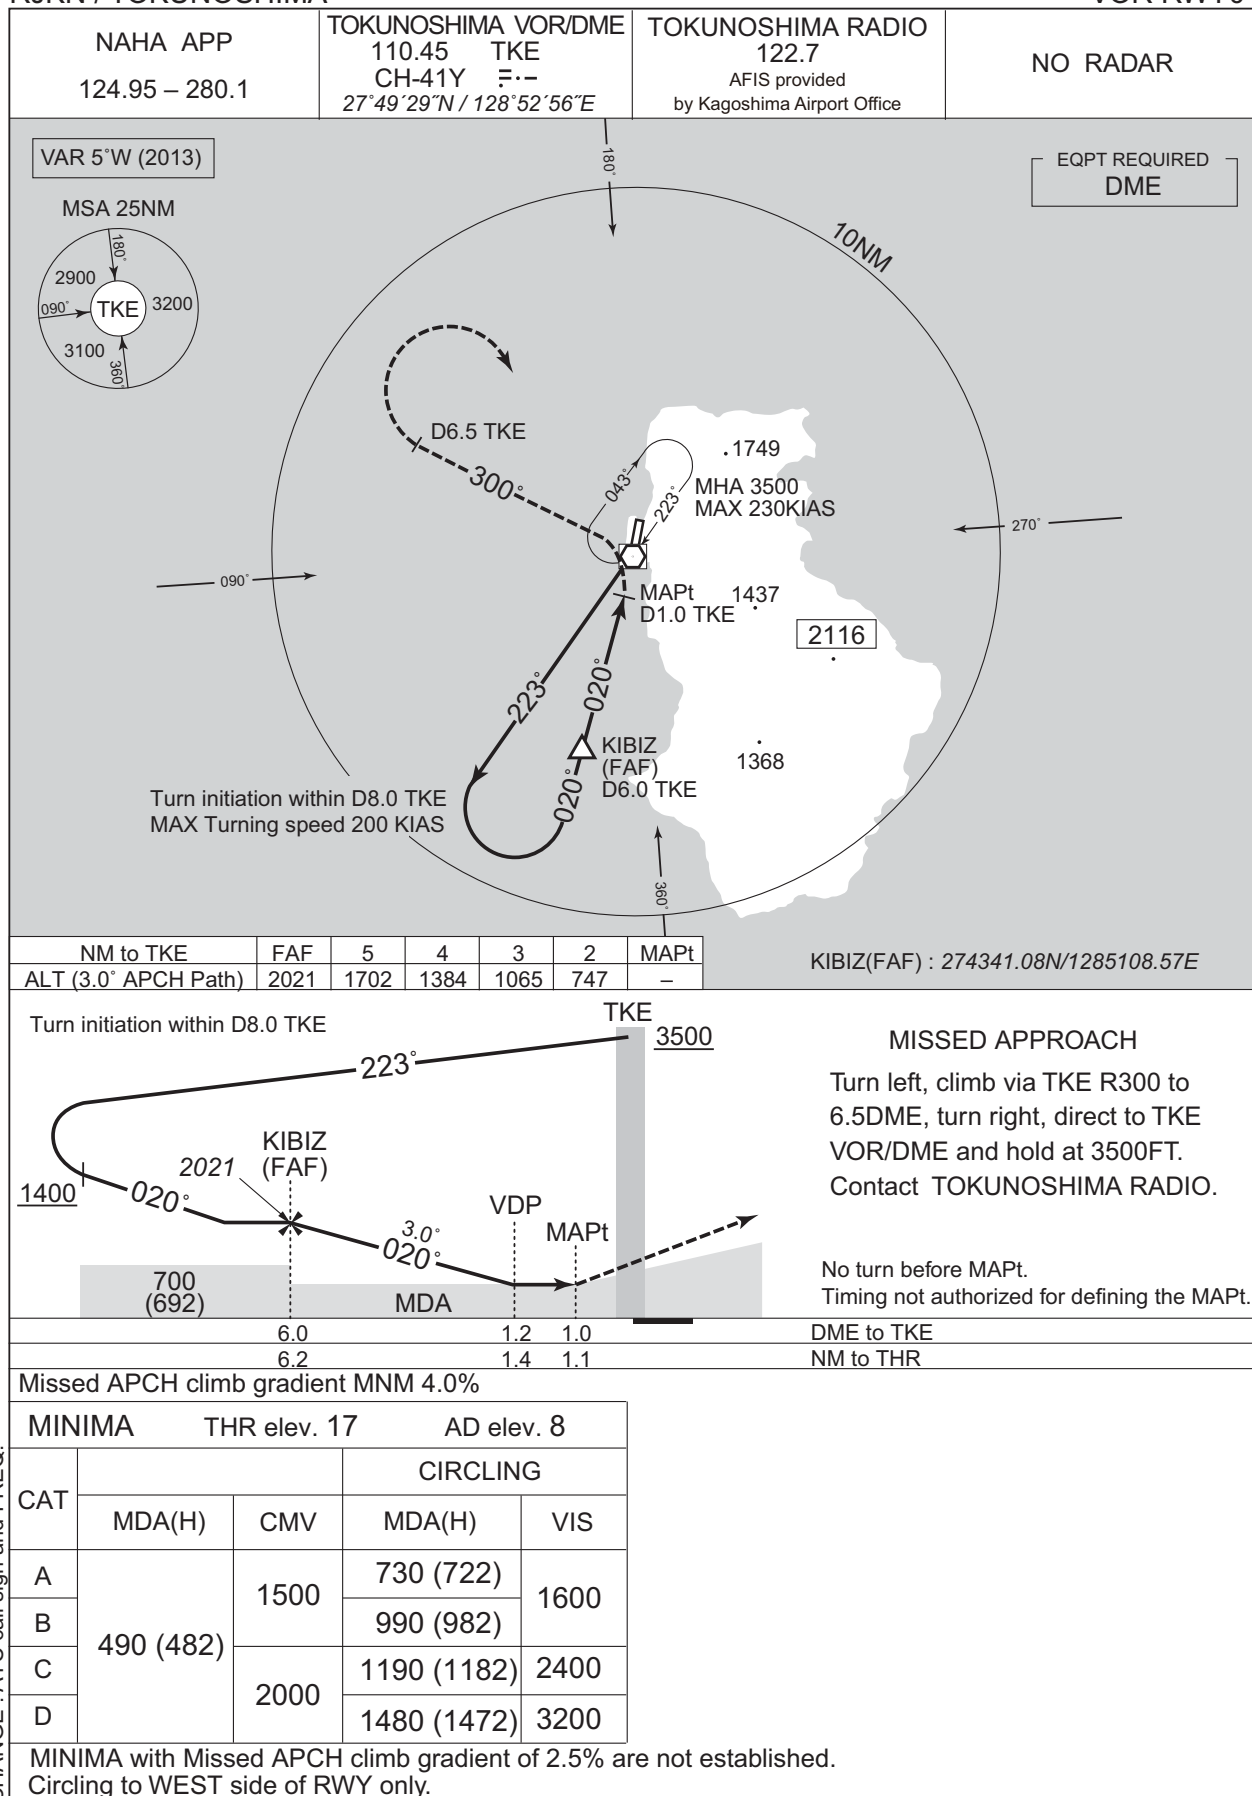 RJKN / TOKUNOSHIMA
NAHA APP
124.95 – 280.1
TOKUNOSHIMA VOR/DME
110.45 TKE
CH-41Y
27°49´29˝N / 128°52´56˝E
TOKUNOSHIMA RADIO
122.7
AFIS provided
by Kagoshima Airport Office
NO RADAR
VAR 5˚W (2013)
MSA 25NM
180˚
2900
090˚
TKE
3200
3100
360˚
EQPT REQUIRED
DME
180˚
10NM
D6.5 TKE
300˚
043˚
223˚
1749
MHA 3500
MAX 230KIAS
270˚
090˚
MAPt
D1.0 TKE
1437
2116
223˚
020˚
KIBIZ
(FAF)
D6.0 TKE
1368
020˚
Turn initiation within D8.0 TKE
MAX Turning speed 200 KIAS
360˚
NM to TKE FAF 5 4 3 2 MAPt
ALT (3.0˚ APCH Path) 2021 1702 1384 1065 747 –
KIBIZ(FAF) : 274341.08N/1285108.57E
Turn initiation within D8.0 TKE
TKE
3500
223˚
KIBIZ
(FAF)
2021
1400
020˚
3.0˚
020˚
VDP
MAPt
700
(692)
MDA
MISSED APPROACH
Turn left, climb via TKE R300 to
6.5DME, turn right, direct to TKE
VOR/DME and hold at 3500FT.
Contact TOKUNOSHIMA RADIO.
No turn before MAPt.
Timing not authorized for defining the MAPt.
6.0 1.2 1.0 DME to TKE
6.2 1.4 1.1 NM to THR
Missed APCH climb gradient MNM 4.0%
MINIMA THR elev. 17 AD elev. 8
CAT CIRCLING
MDA(H) CMV MDA(H) VIS
A 490 (482) 1500 730 (722) 1600
B 990 (982)
C 2000 1190 (1182) 2400
D 1480 (1472) 3200
MINIMA with Missed APCH climb gradient of 2.5% are not established.
Circling to WEST side of RWY only.